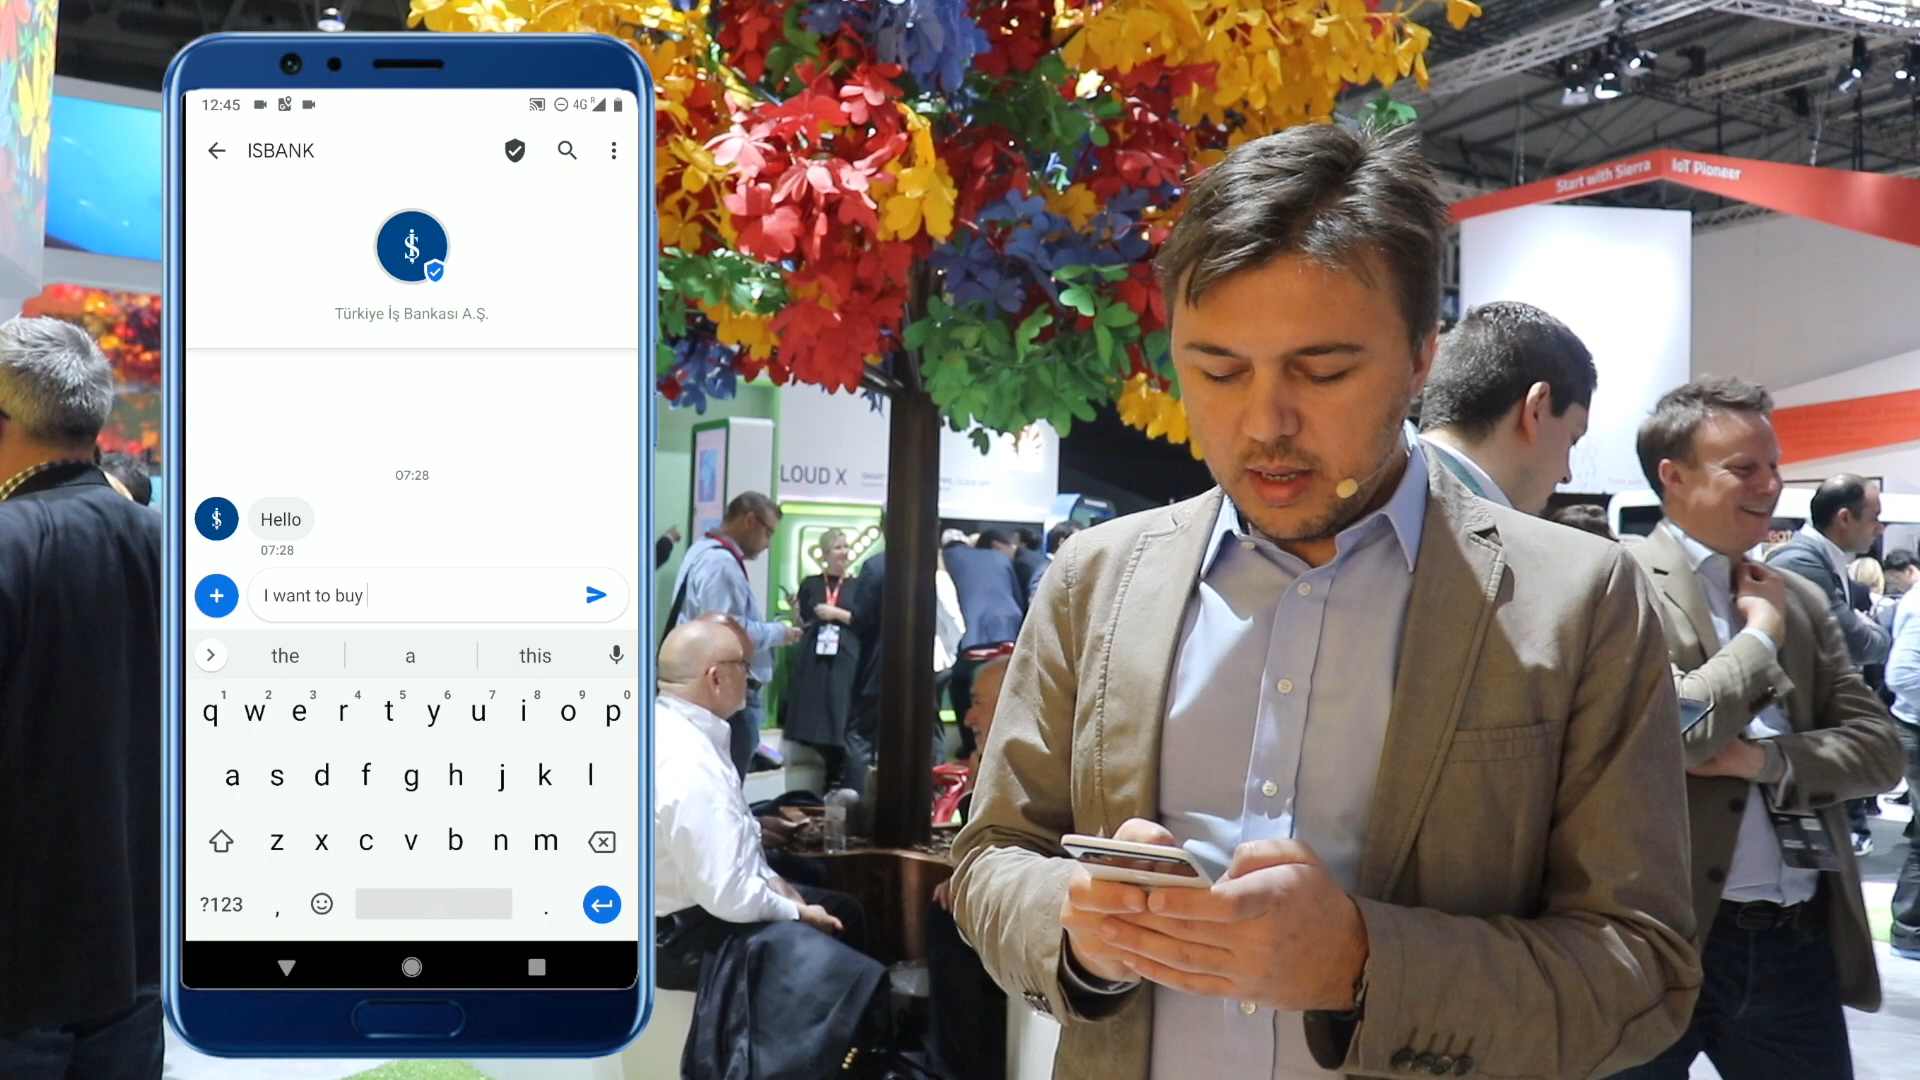 12:45
4G R
ISBANK
Türkiye İş Bankası A.Ş.
07:28
Hello
07:28
I want to buy
the a this
1 2 3 4 5 6 7 8 9 0
q w e r t y u i o p
a s d f g h j k l
z x c v b n m
?123 , .
Start with Sierra
IoT Pioneer
LOUD X